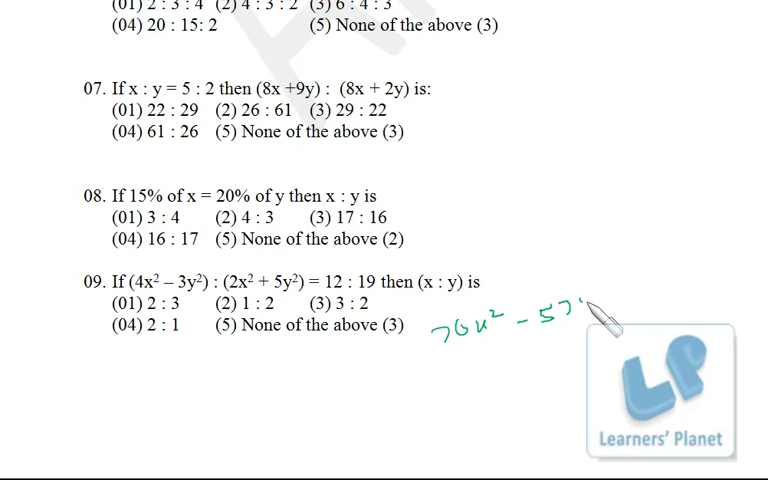 (01) 2 : 3 : 4 (2) 4 : 3 : 2 (3) 6 : 4 : 3
(04) 20 : 15: 2 (5) None of the above (3)
07. If x : y = 5 : 2 then (8x +9y) : (8x + 2y) is:
(01) 22 : 29 (2) 26 : 61 (3) 29 : 22
(04) 61 : 26 (5) None of the above (3)
08. If 15% of x = 20% of y then x : y is
(01) 3 : 4 (2) 4 : 3 (3) 17 : 16
(04) 16 : 17 (5) None of the above (2)
09. If (4x² – 3y²) : (2x² + 5y²) = 12 : 19 then (x : y) is
(01) 2 : 3 (2) 1 : 2 (3) 3 : 2
(04) 2 : 1 (5) None of the above (3)
76x² – 57
LP
Learners' Planet